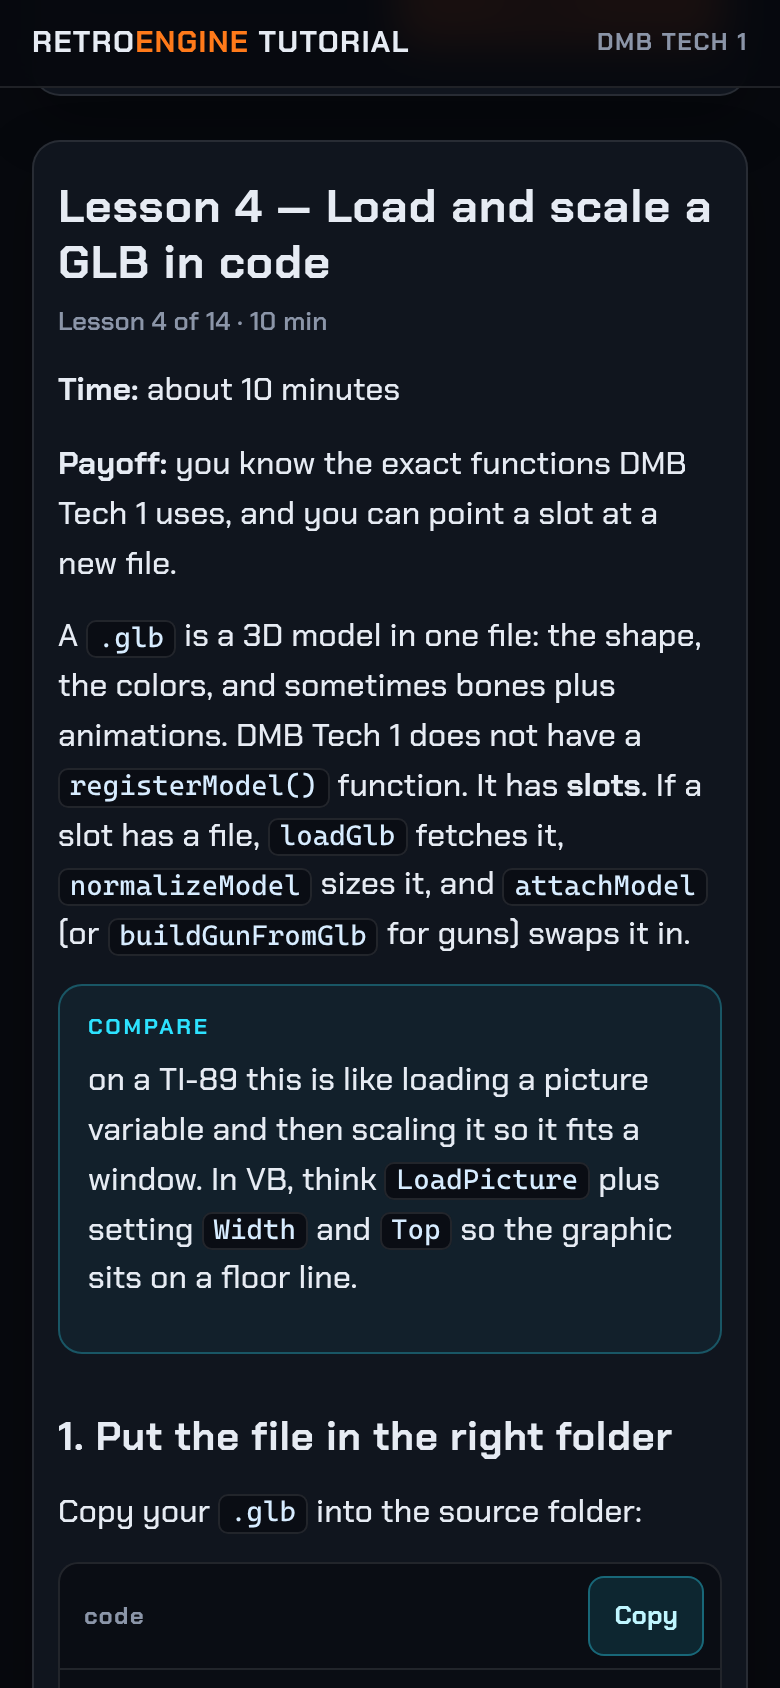 RETROENGINE TUTORIAL
DMB TECH 1
Lesson 4 — Load and scale a
GLB in code
Lesson 4 of 14 · 10 min
Time: about 10 minutes
Payoff: you know the exact functions DMB
Tech 1 uses, and you can point a slot at a
new file.
A .glb is a 3D model in one file: the shape,
the colors, and sometimes bones plus
animations. DMB Tech 1 does not have a
registerModel() function. It has slots. If a
slot has a file, loadGlb fetches it,
normalizeModel sizes it, and attachModel
(or buildGunFromGlb for guns) swaps it in.
COMPARE
on a TI-89 this is like loading a picture
variable and then scaling it so it fits a
window. In VB, think LoadPicture plus
setting Width and Top so the graphic
sits on a floor line.
1. Put the file in the right folder
Copy your .glb into the source folder:
code
Copy